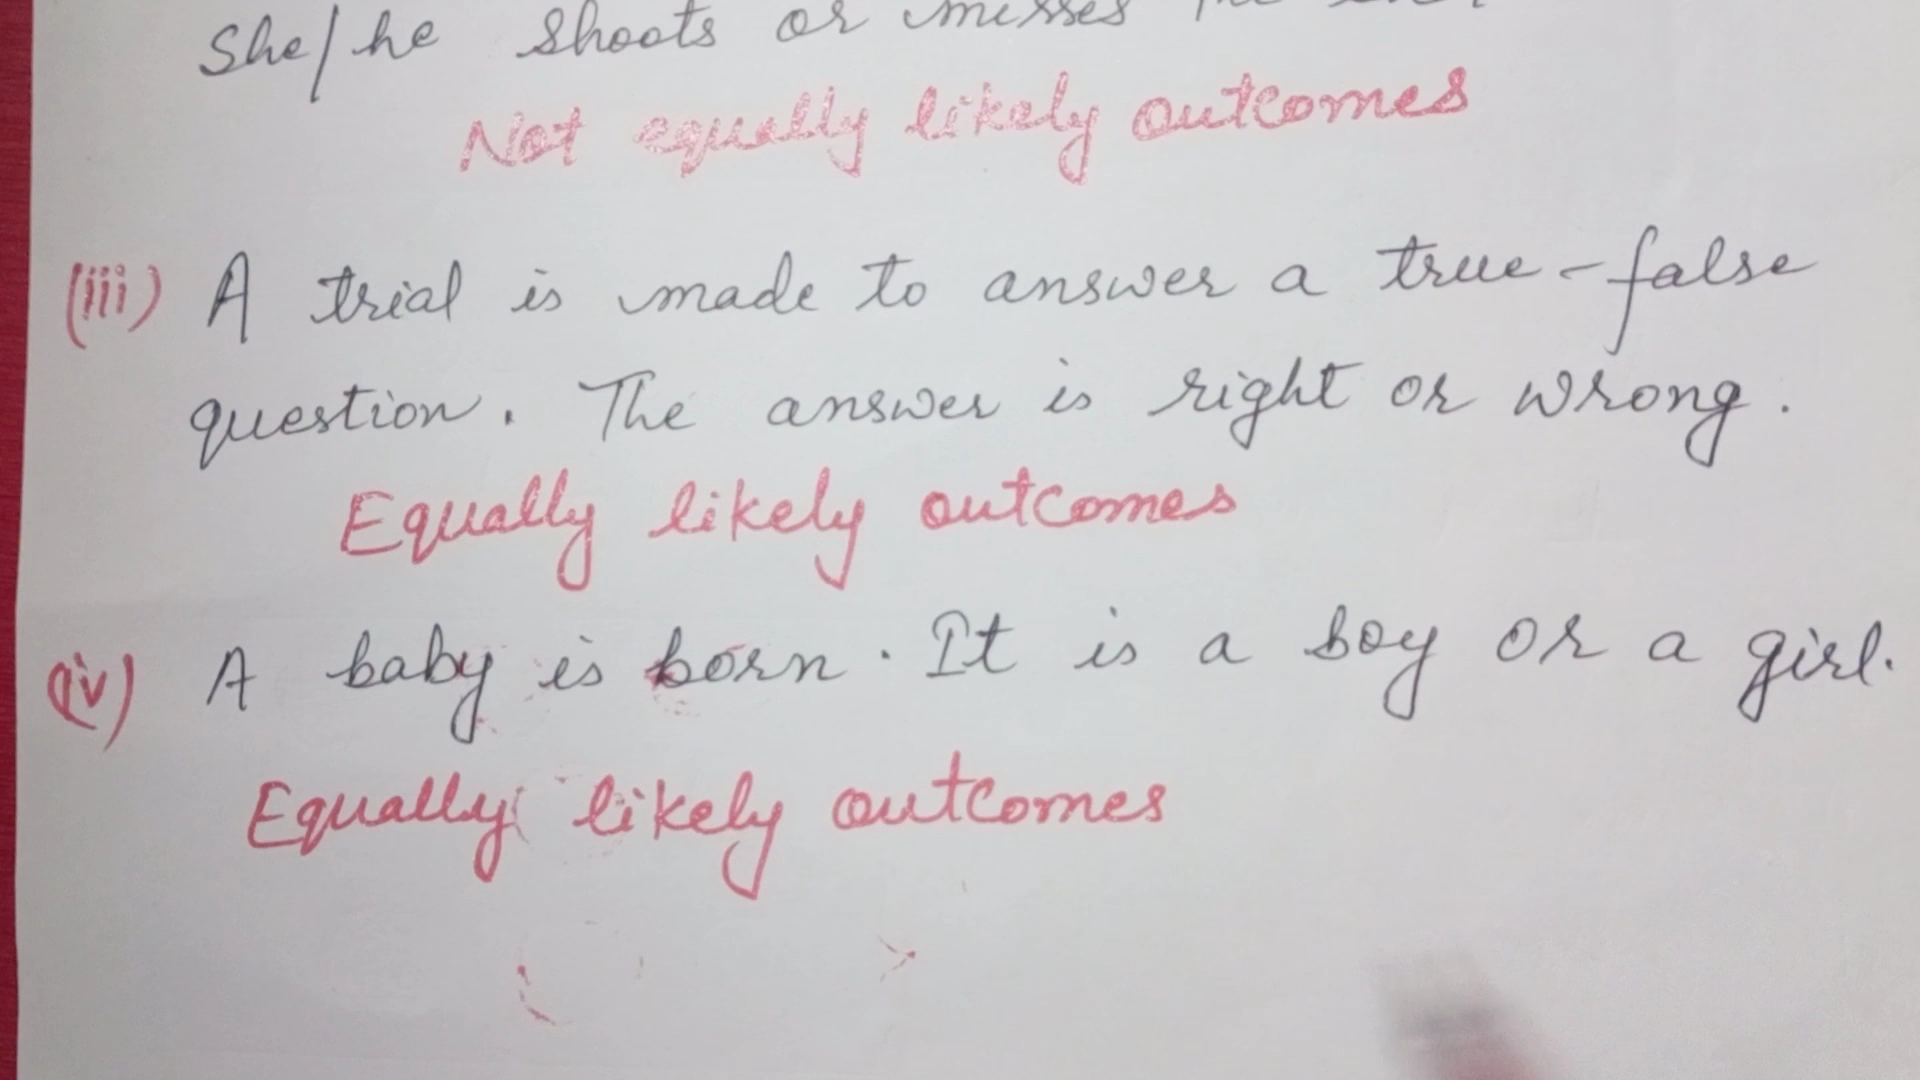 She/he shoots or misses the
Not equally likely outcomes
(iii) A trial is made to answer a true-false
question. The answer is right or wrong.
Equally likely outcomes
(iv) A baby is born. It is a boy or a girl.
Equally likely outcomes